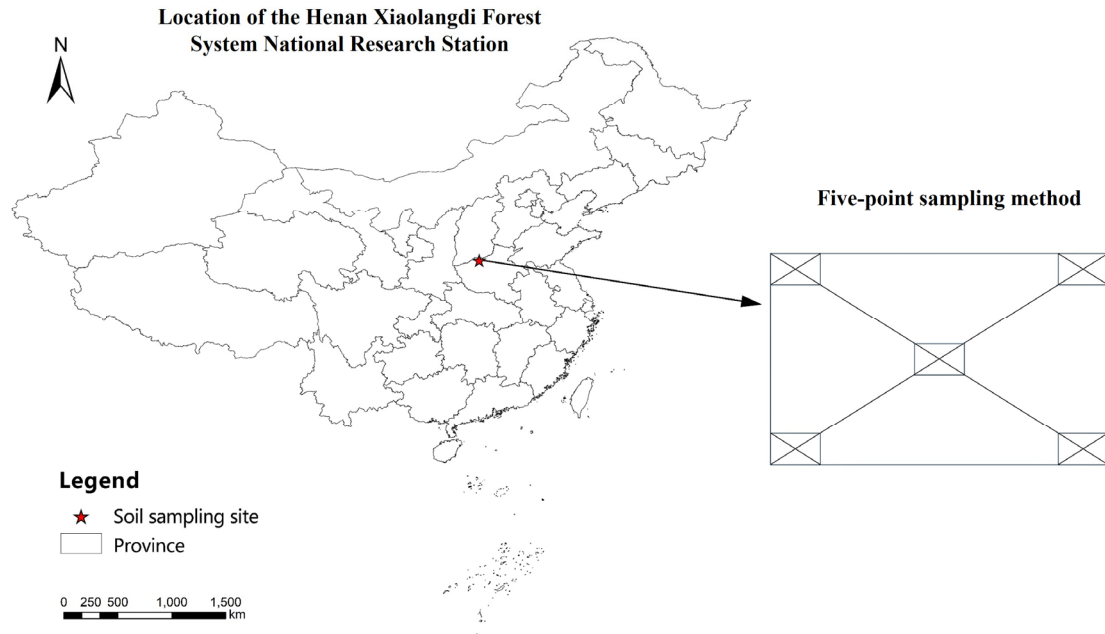 Location of the Henan Xiaolangdi Forest
System National Research Station
N
Five-point sampling method
Legend
Soil sampling site
Province
0 250 500 1,000 1,500
km